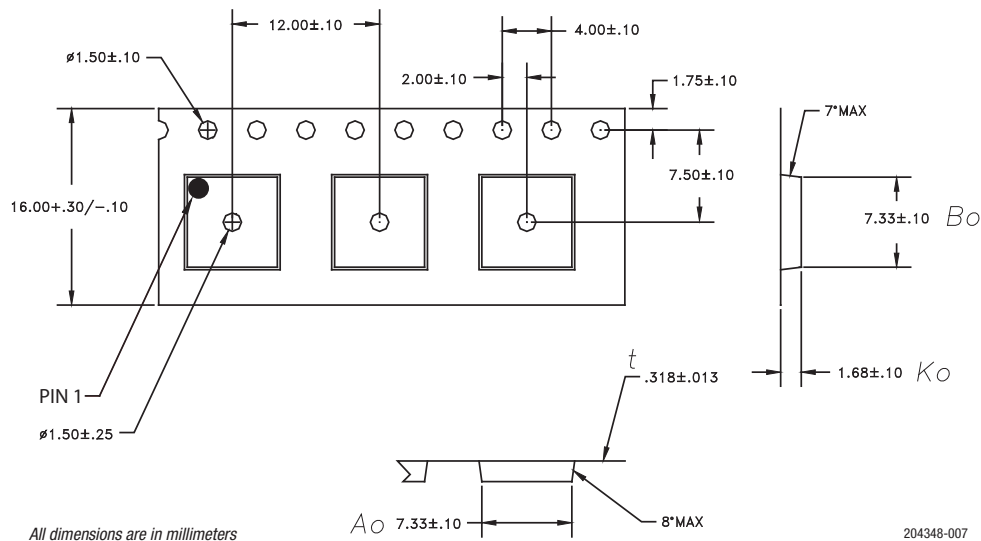 12.00±.10
4.00±.10
ø1.50±.10
2.00±.10
1.75±.10
7°MAX
7.50±.10
16.00+.30/−.10
7.33±.10 Bo
t
.318±.013
1.68±.10 Ko
PIN 1
ø1.50±.25
Ao 7.33±.10
8°MAX
All dimensions are in millimeters
204348-007